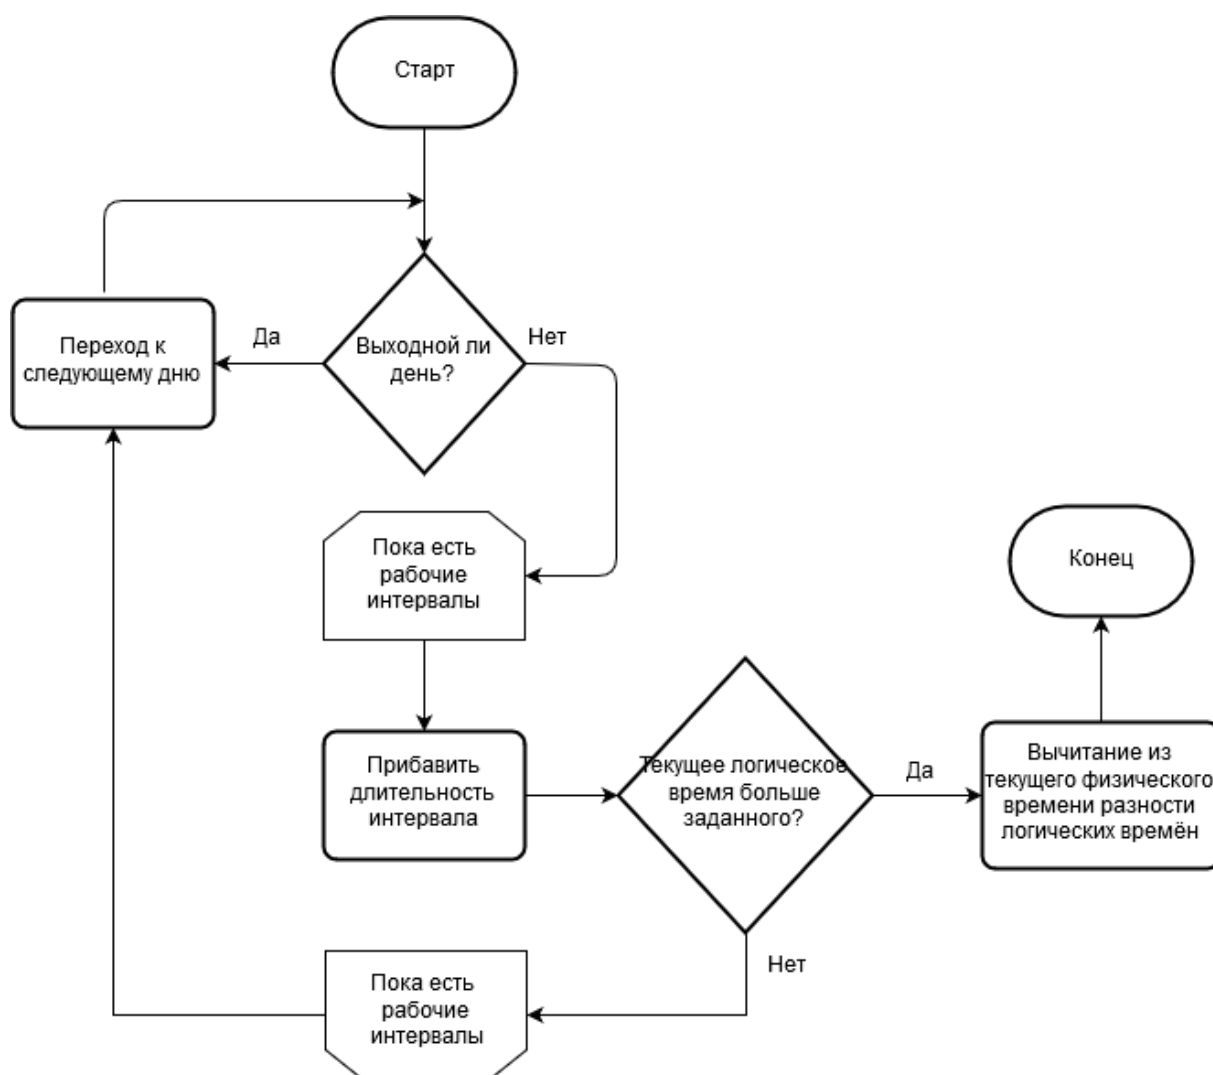 Старт
Да
Нет
Переход к
следующему дню
Выходной ли
день?
Пока есть
рабочие
интервалы
Конец
Прибавить
длительность
интервала
Текущее логическое
время больше
заданного?
Да
Вычитание из
текущего физического
времени разности
логических времён
Нет
Пока есть
рабочие
интервалы